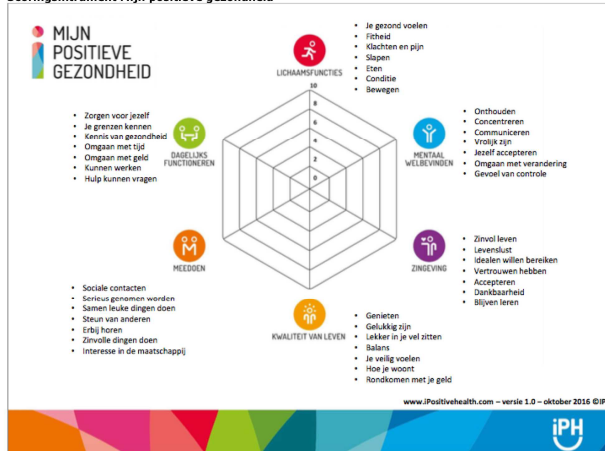 Scoringsinstrument Mijn positieve gezondheid
MIJN
POSITIEVE
GEZONDHEID
LICHAAMSFUNCTIES
• Je gezond voelen
• Fitheid
• Klachten en pijn
• Slapen
• Eten
• Conditie
• Bewegen
10
8
6
4
2
0
MENTAAL
WELBEVINDEN
• Onthouden
• Concentreren
• Communiceren
• Vrolijk zijn
• Jezelf accepteren
• Omgaan met verandering
• Gevoel van controle
ZINGEVING
• Zinvol leven
• Levenslust
• Idealen willen bereiken
• Vertrouwen hebben
• Accepteren
• Dankbaarheid
• Blijven leren
KWALITEIT VAN LEVEN
• Genieten
• Gelukkig zijn
• Lekker in je vel zitten
• Balans
• Je veilig voelen
• Hoe je woont
• Rondkomen met je geld
MEEDOEN
• Sociale contacten
• Serieus genomen worden
• Samen leuke dingen doen
• Steun van anderen
• Erbij horen
• Zinvolle dingen doen
• Interesse in de maatschappij
DAGELIJKS
FUNCTIONEREN
• Zorgen voor jezelf
• Je grenzen kennen
• Kennis van gezondheid
• Omgaan met tijd
• Omgaan met geld
• Kunnen werken
• Hulp kunnen vragen
www.iPositivehealth.com – versie 1.0 – oktober 2016 ©iP
iPH